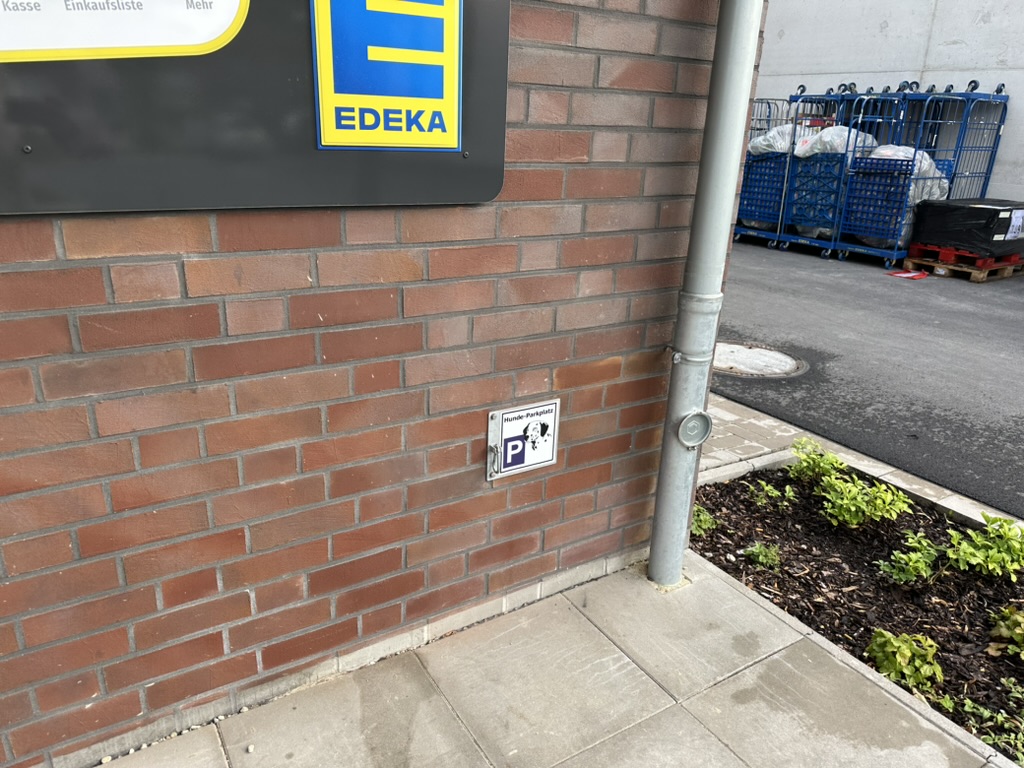 Kasse Einkaufsliste Mehr
EDEKA
Hunde-Parkplatz
P